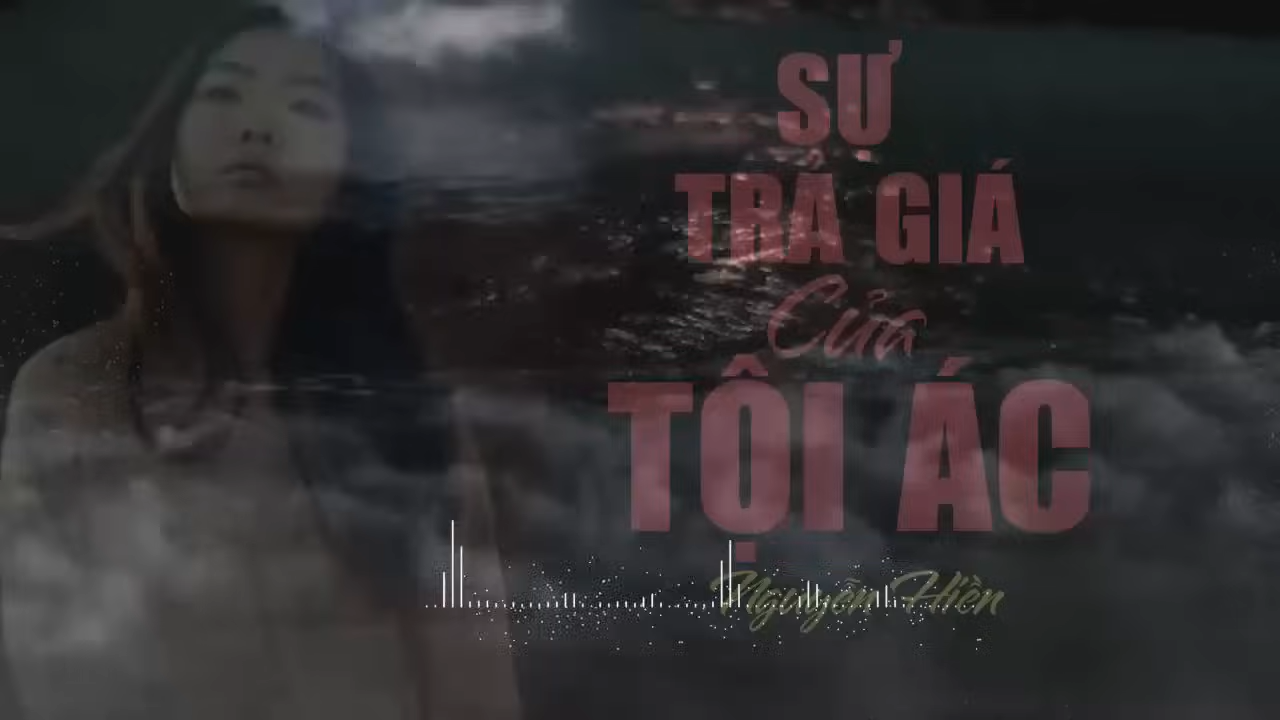 SỰ
TRẢ GIÁ
Của
TỘI ÁC
Nguyễn Hiền